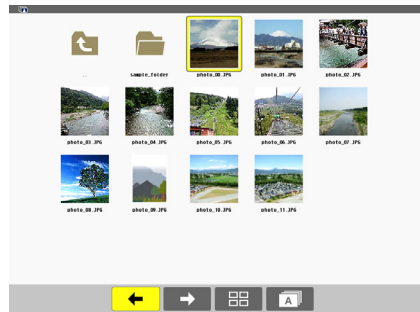 .. sample_folder photo_00.JPG photo_01.JPG photo_02.JPG
photo_03.JPG photo_04.JPG photo_05.JPG photo_06.JPG photo_07.JPG
photo_08.JPG photo_09.JPG photo_10.JPG photo_11.JPG
A